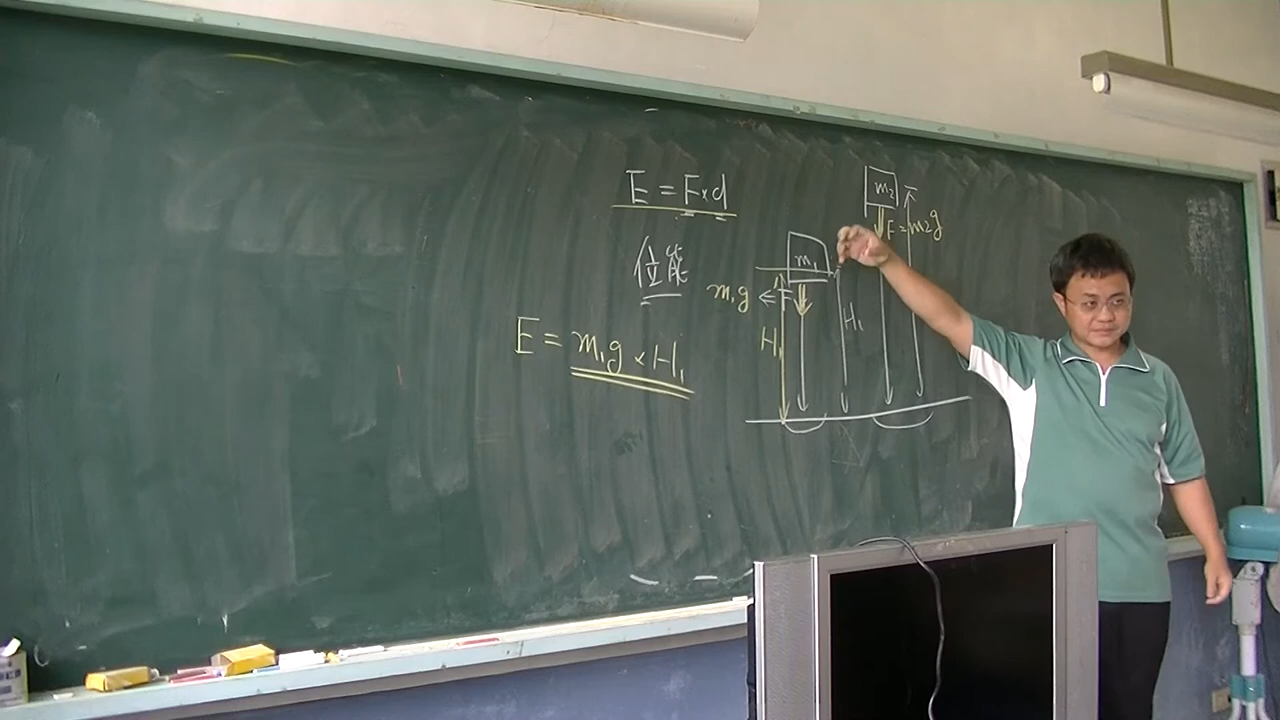 E = F×d
位能
E = m₁g × H₁
m₁
m₁g ← F
H₁
H₁
m₂
F = m₂g